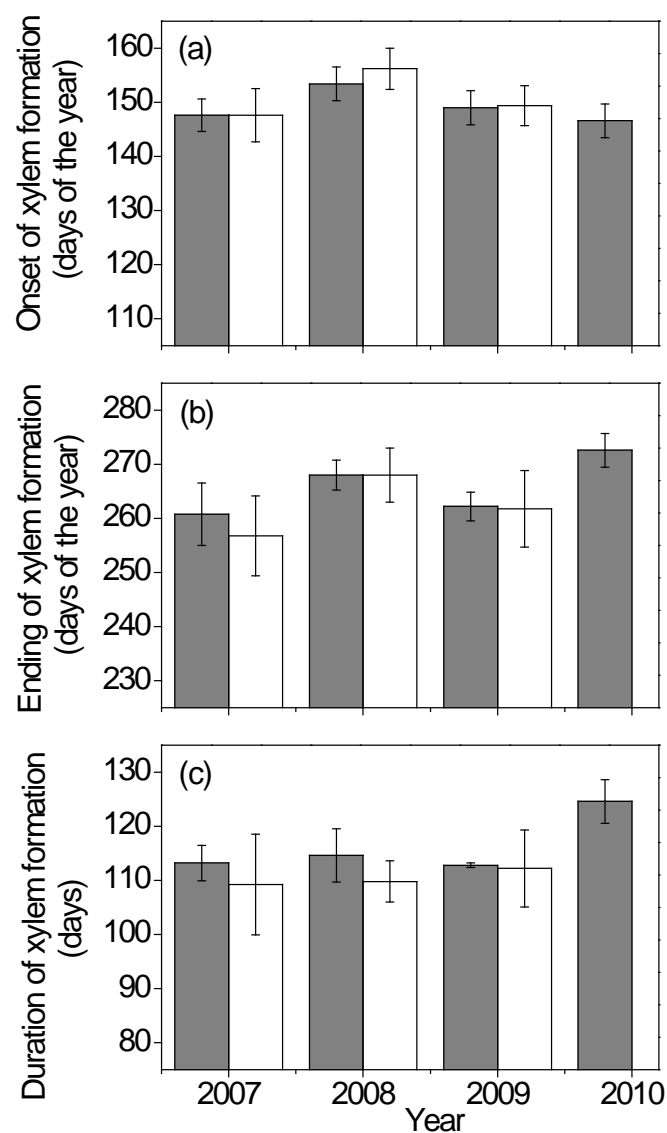 (a)
Onset of xylem formation
(days of the year)
160
150
140
130
120
110
(b)
Ending of xylem formation
(days of the year)
280
270
260
250
240
230
(c)
Duration of xylem formation
(days)
130
120
110
100
90
80
2007 2008 2009 2010
Year